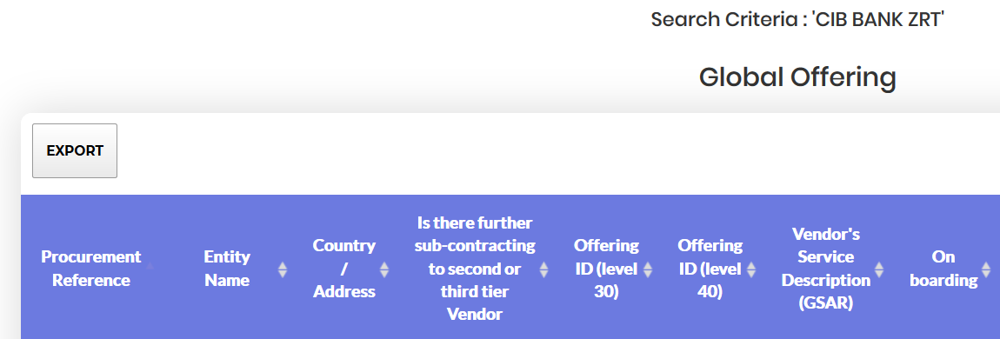 Search Criteria : 'CIB BANK ZRT'
Global Offering
EXPORT
Procurement
Reference
Entity
Name
Country
/
Address
Is there further
sub-contracting
to second or
third tier
Vendor
Offering
ID (level
30)
Offering
ID (level
40)
Vendor's
Service
Description
(GSAR)
On
boarding